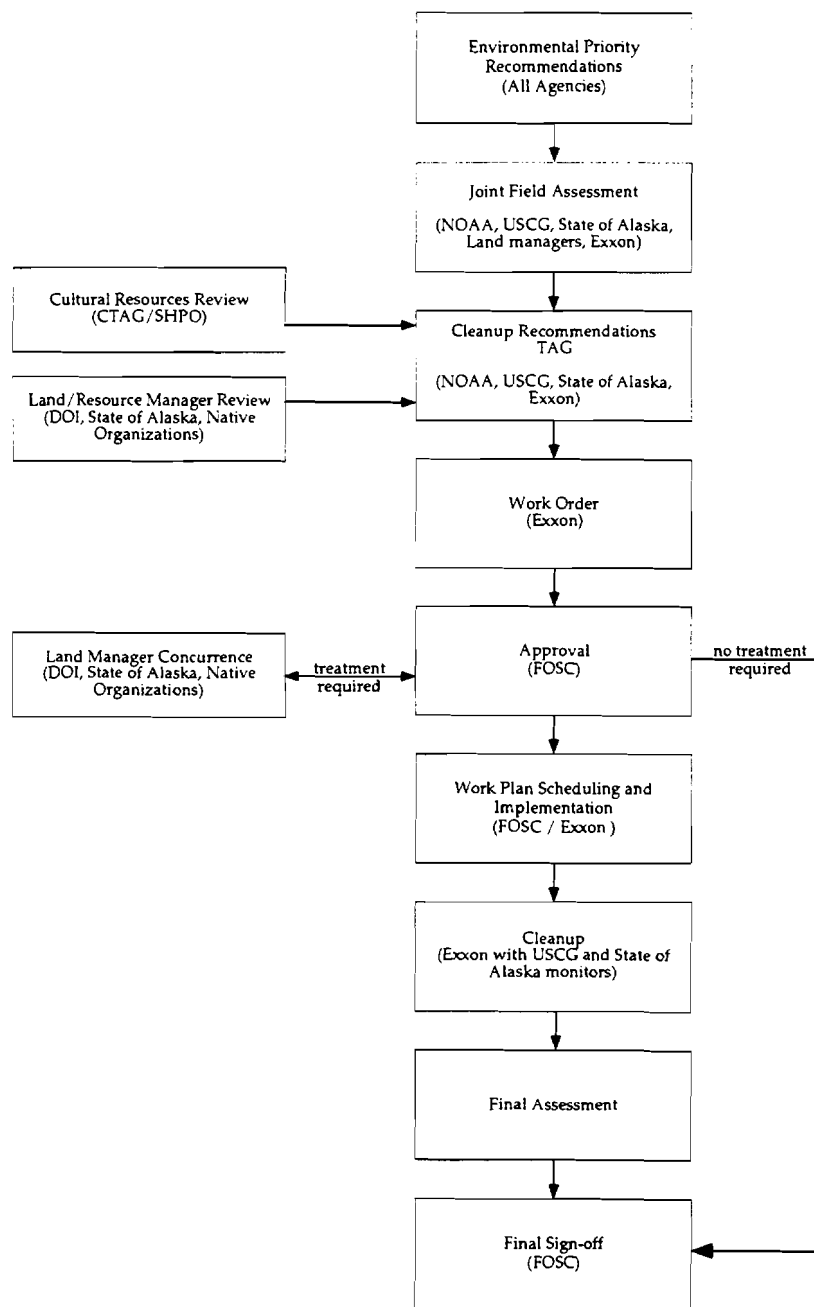 Environmental Priority
Recommendations
(All Agencies)
Joint Field Assessment
(NOAA, USCG, State of Alaska,
Land managers, Exxon)
Cultural Resources Review
(CTAG/SHPO)
Cleanup Recommendations
TAG
(NOAA, USCG, State of Alaska,
Exxon)
Land/Resource Manager Review
(DOI, State of Alaska, Native
Organizations)
Work Order
(Exxon)
Land Manager Concurrence
(DOI, State of Alaska, Native
Organizations)
treatment
required
Approval
(FOSC)
no treatment
required
Work Plan Scheduling and
Implementation
(FOSC / Exxon )
Cleanup
(Exxon with USCG and State of
Alaska monitors)
Final Assessment
Final Sign-off
(FOSC)